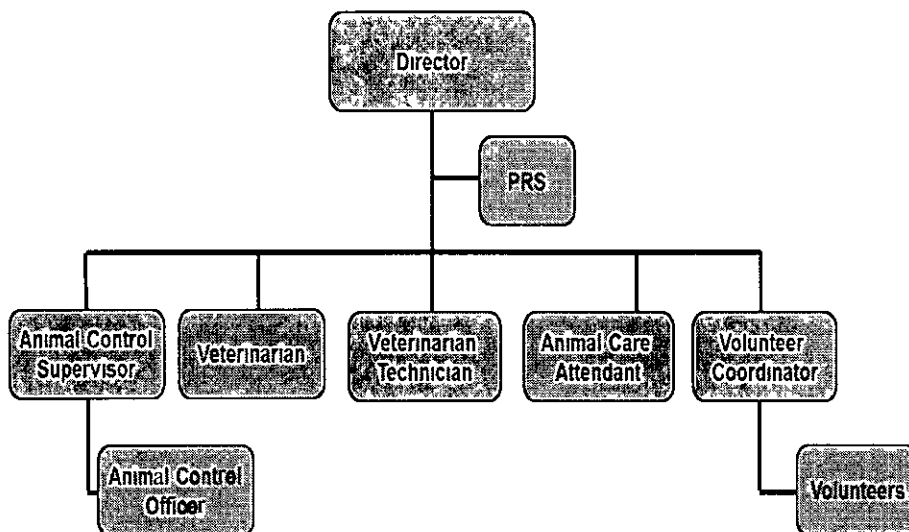 Director
PRS
Animal Control
Supervisor
Veterinarian
Veterinarian
Technician
Animal Care
Attendant
Volunteer
Coordinator
Animal Control
Officer
Volunteers